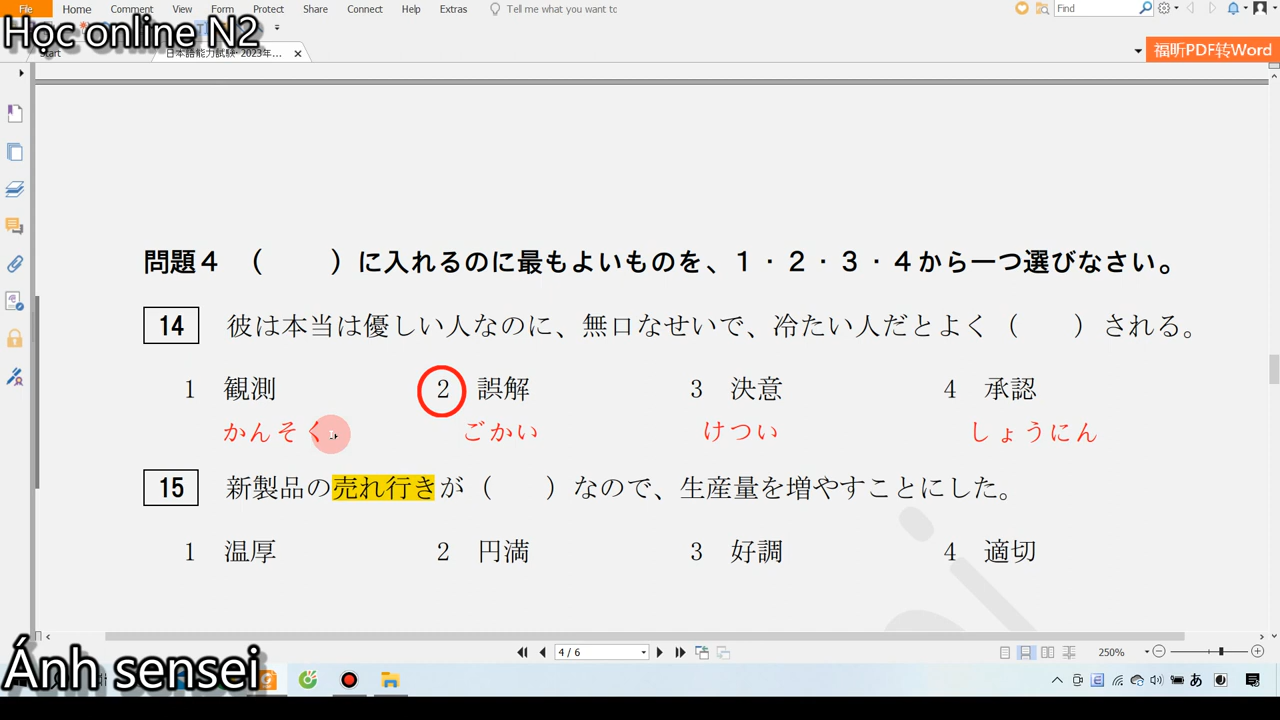 File Home Comment View Form Protect Share Connect Help Extras Tell me what you want to Find
Học online N2
Start 日本語能力試験· 2023年...
福昕PDF转Word
問題４ （　　）に入れるのに最もよいものを、１・２・３・４から一つ選びなさい。
14 彼は本当は優しい人なのに、無口なせいで、冷たい人だとよく（　　）される。
1 観測 2 誤解 3 決意 4 承認
かんそく ごかい けつい しょうにん
15 新製品の売れ行きが（　　）なので、生産量を増やすことにした。
1 温厚 2 円満 3 好調 4 適切
4 / 6 250%
Ánh sensei
あ